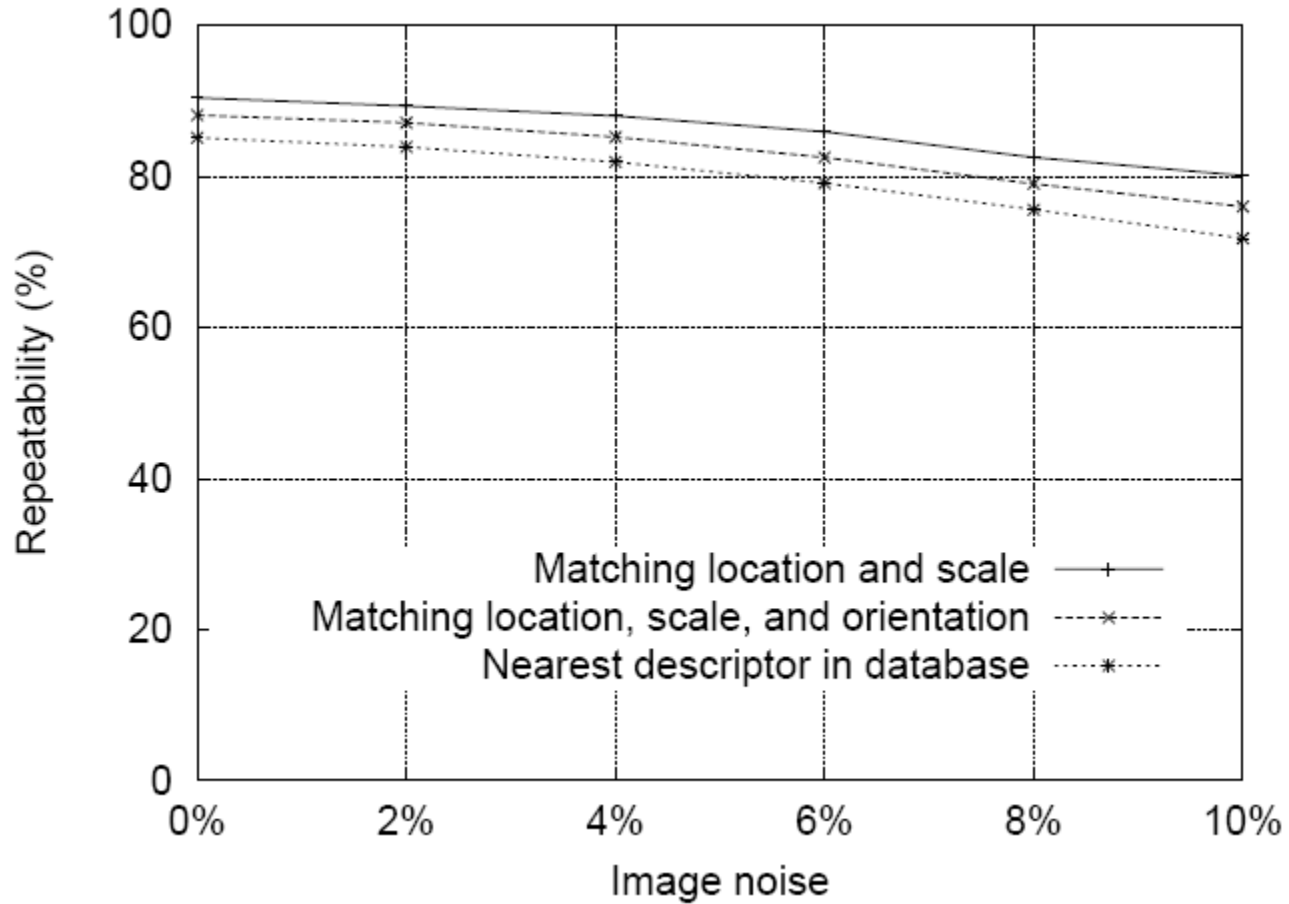 100
80
60
40
20
0
Repeatability (%)
Matching location and scale
Matching location, scale, and orientation
Nearest descriptor in database
0% 2% 4% 6% 8% 10%
Image noise